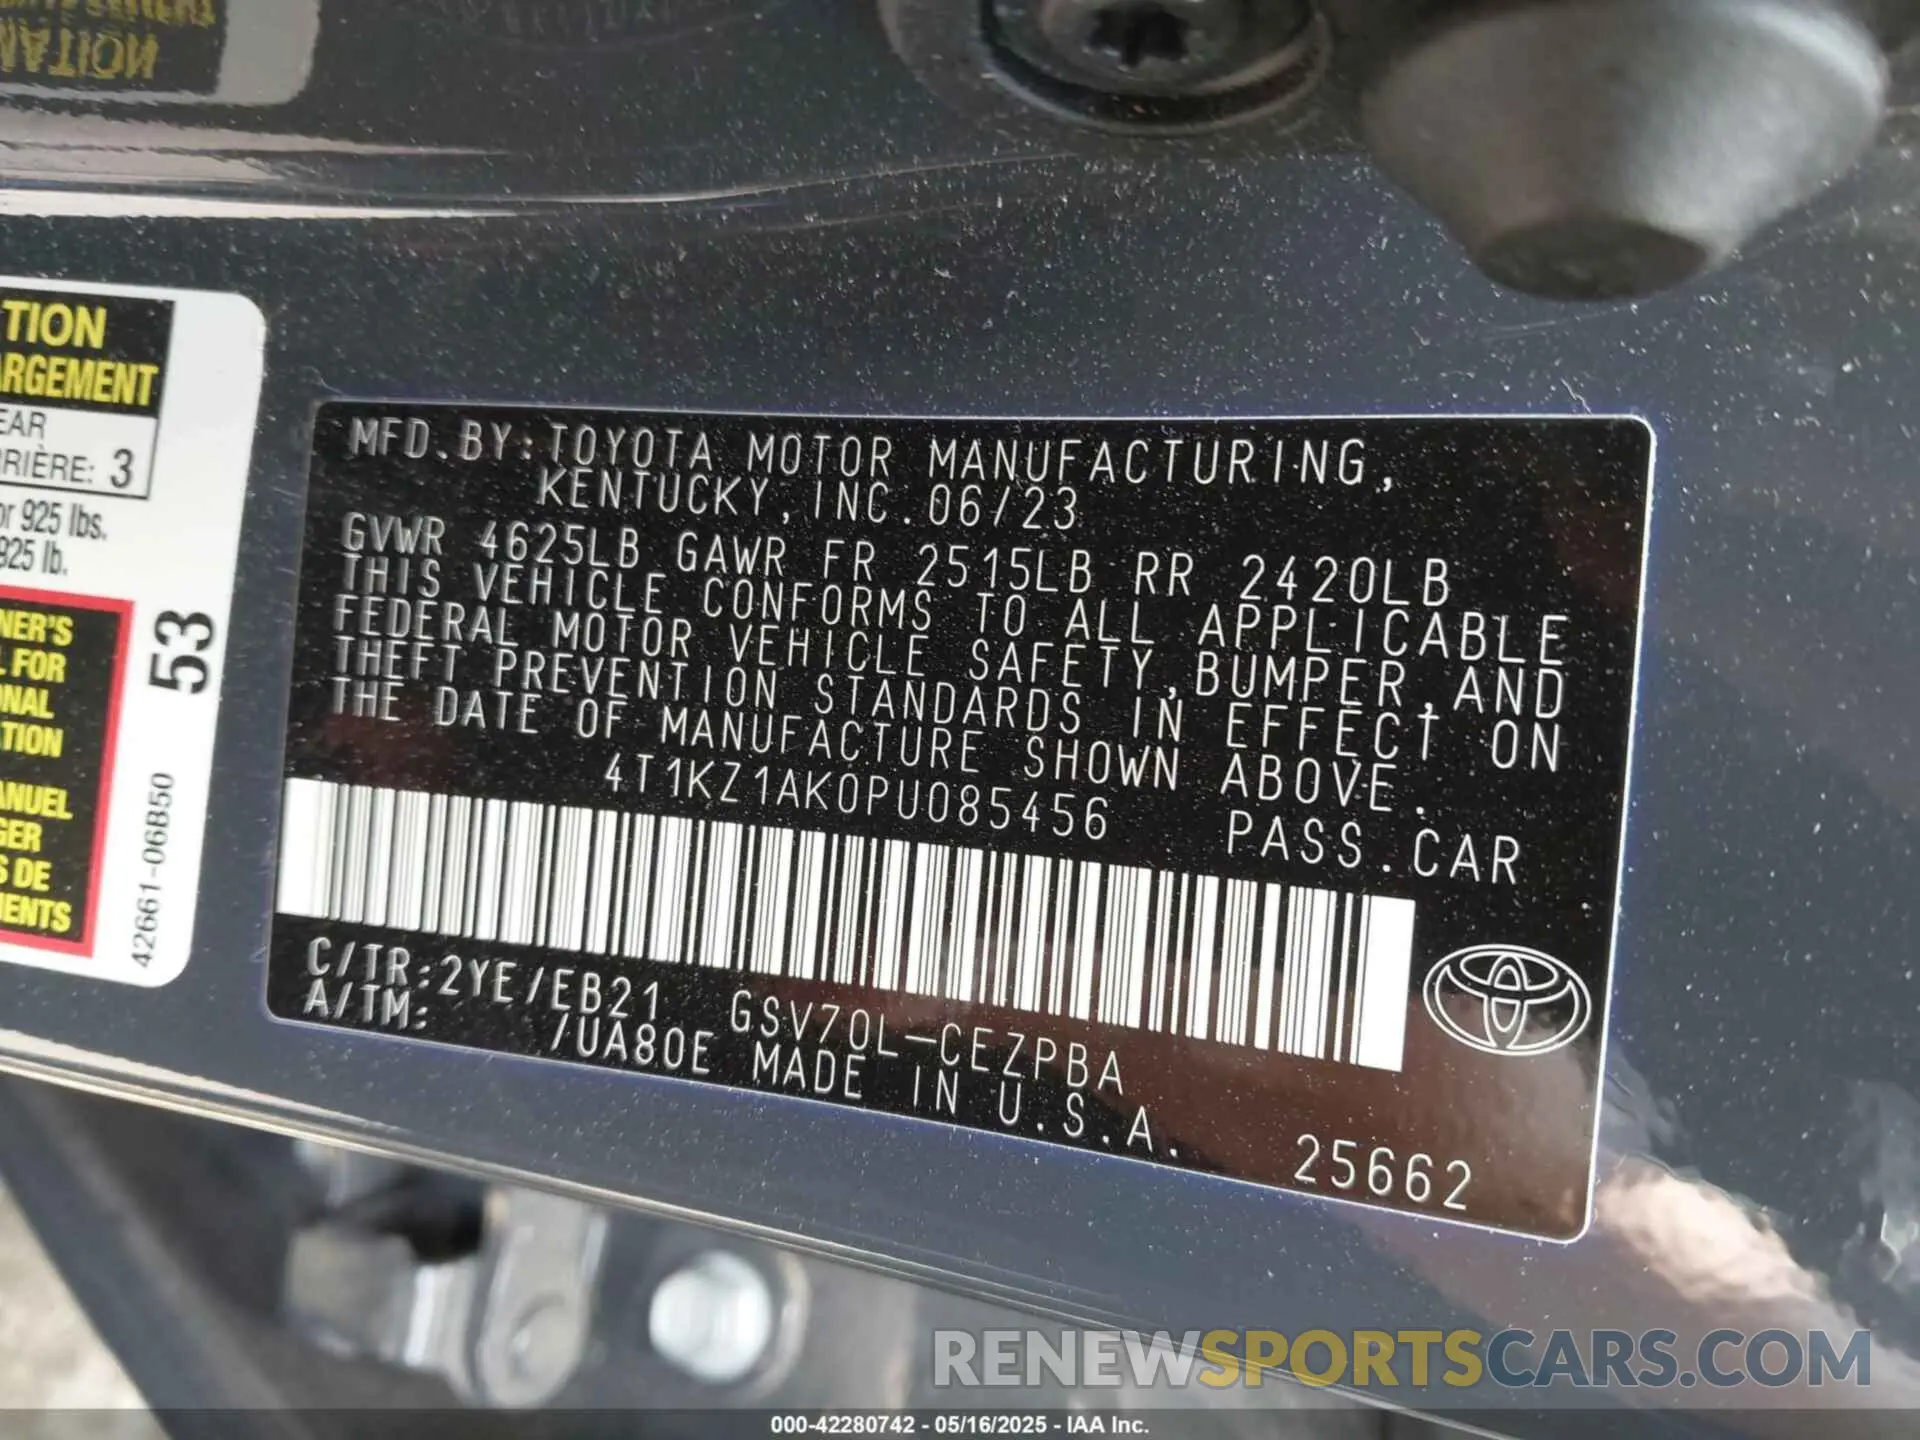 NOITAM
TION
ARGEMENT
EAR
RRIÈRE: 3
or 925 lbs.
925 lb.
NER'S
L FOR
ONAL
TION
ANUEL
GER
S DE
MENTS
53
42661-06B50
MFD.BY:TOYOTA MOTOR MANUFACTURING,
KENTUCKY,INC.06/23
GVWR 4625LB GAWR FR 2515LB RR 2420LB
THIS VEHICLE CONFORMS TO ALL APPLICABLE
FEDERAL MOTOR VEHICLE SAFETY,BUMPER,AND
THEFT PREVENTION STANDARDS IN EFFECT ON
THE DATE OF MANUFACTURE SHOWN ABOVE.
4T1KZ1AK0PU085456 PASS.CAR
C/TR:2YE/EB21 GSV70L-CEZPBA
A/TM: /UA80E MADE IN U.S.A.
25662
RENEWSPORTSCARS.COM
000-42280742 - 05/16/2025 - IAA Inc.